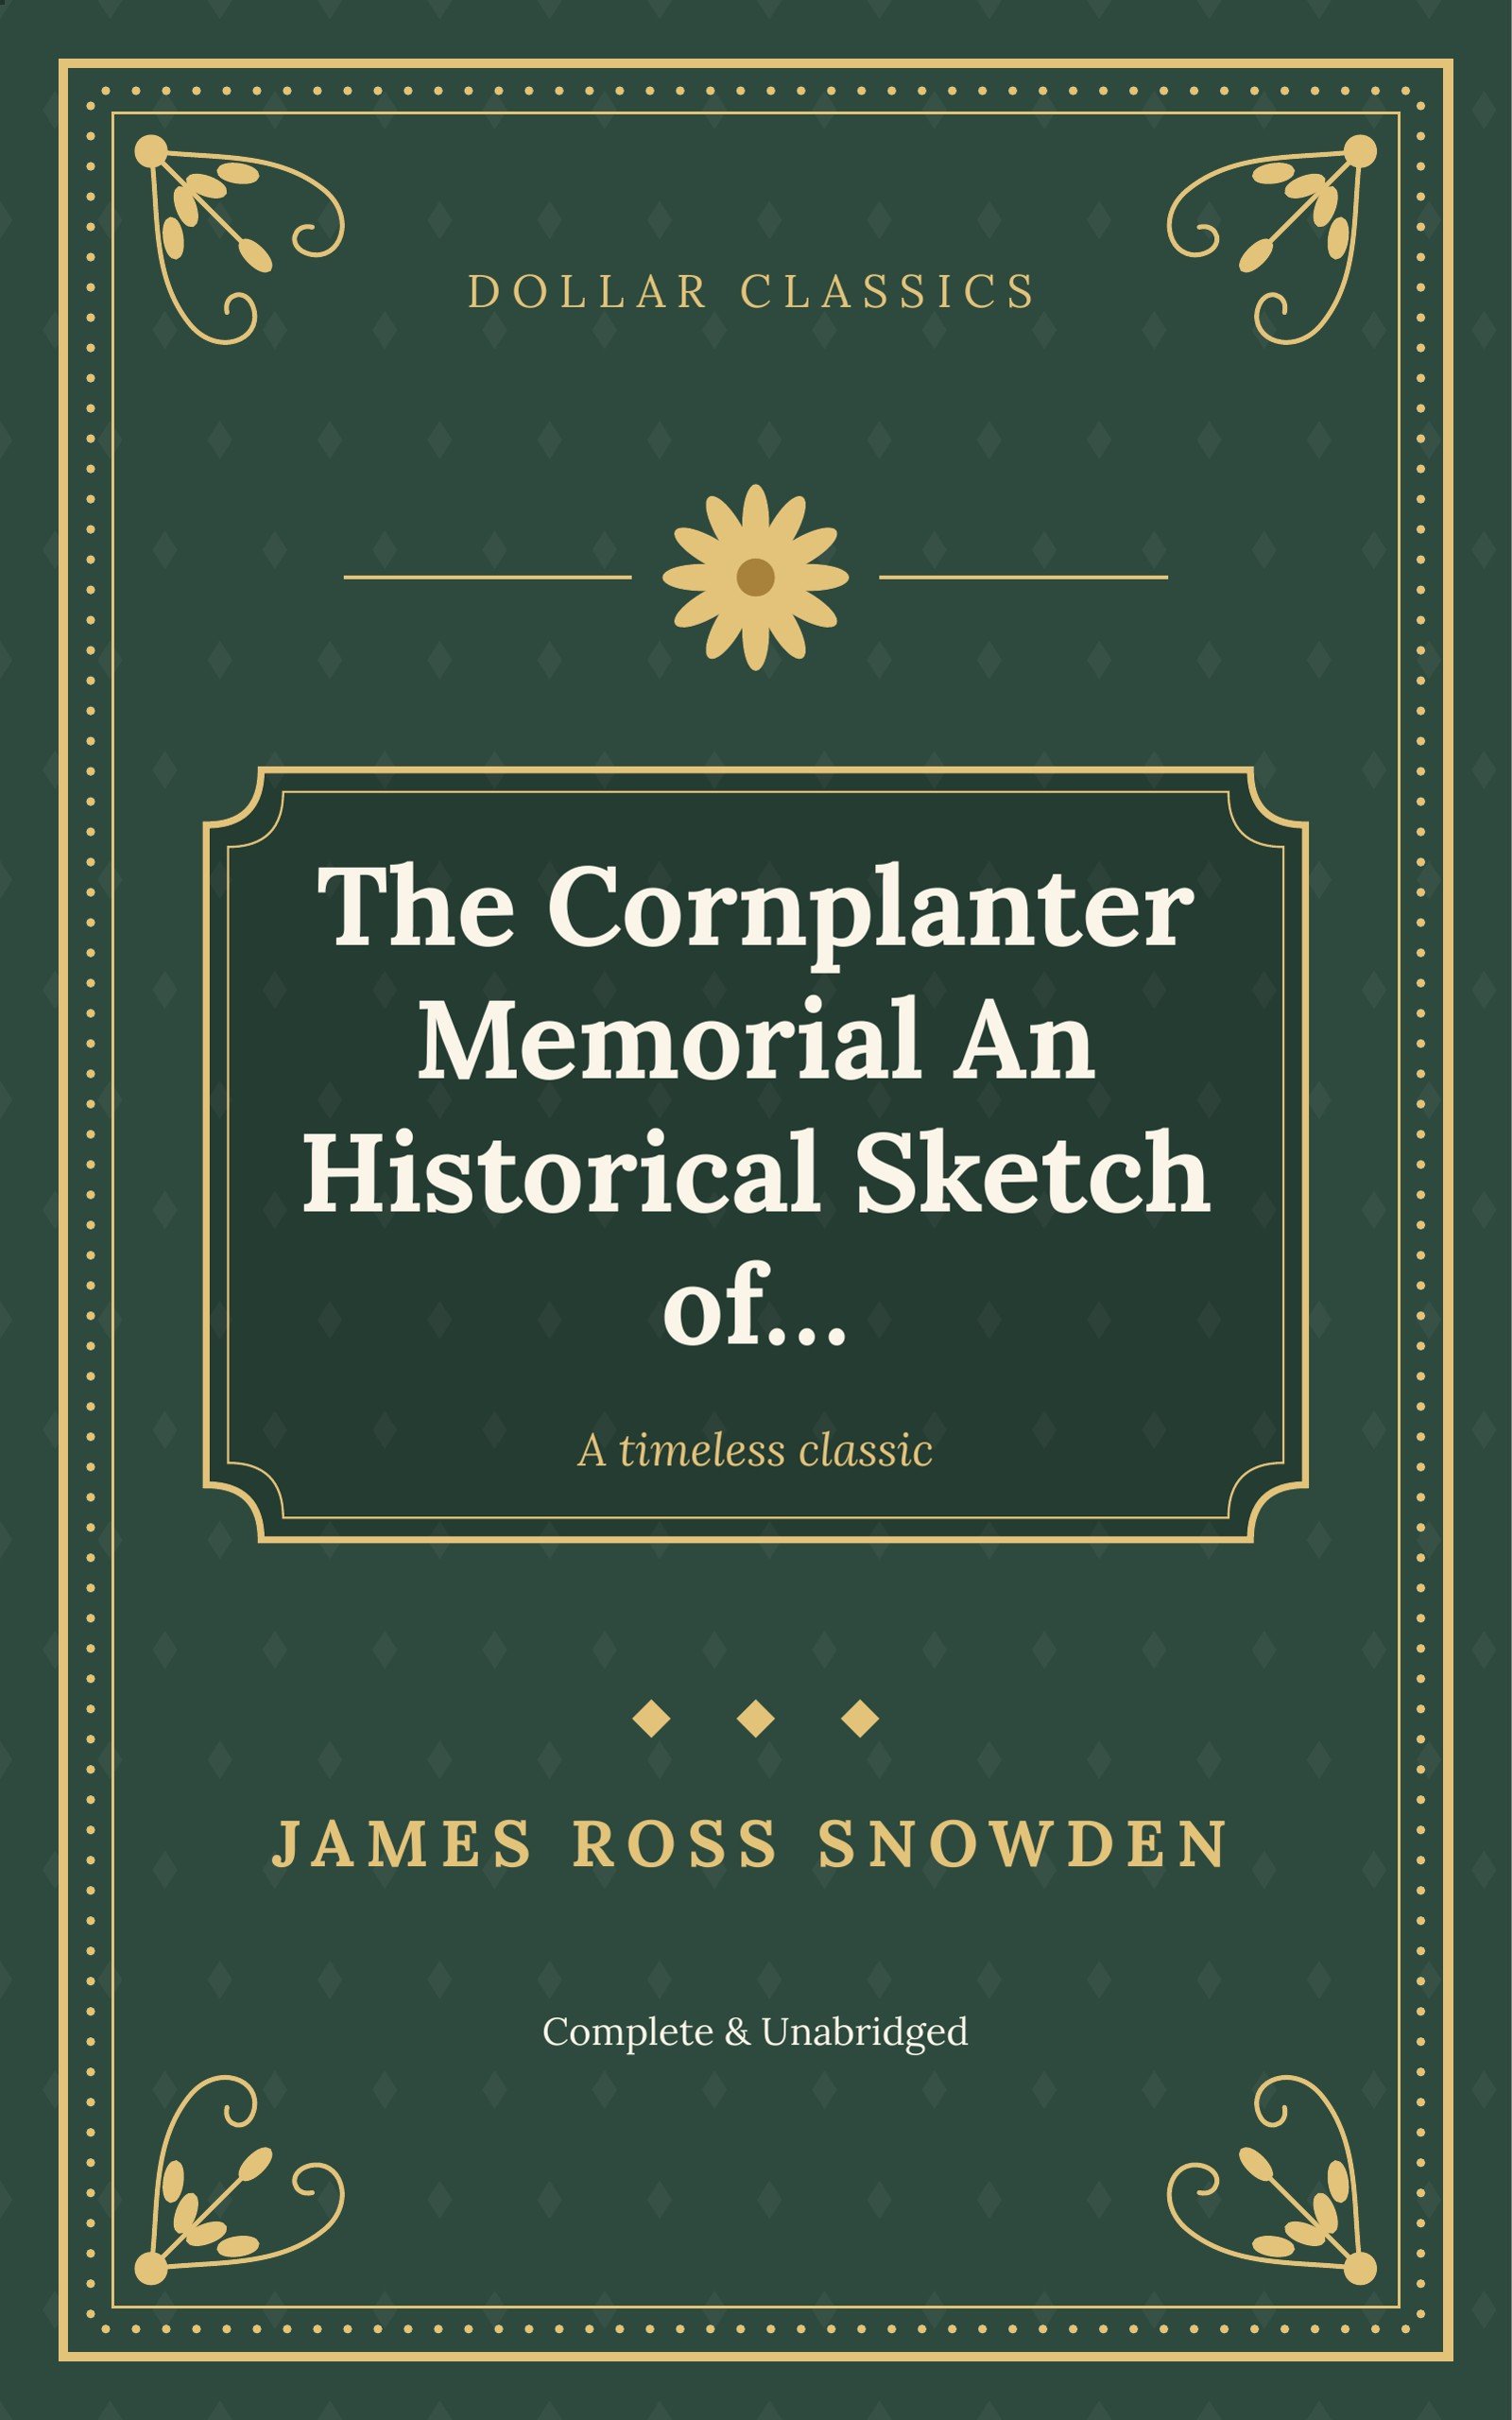 DOLLAR CLASSICS
The Cornplanter
Memorial An
Historical Sketch
of...
A timeless classic
JAMES ROSS SNOWDEN
Complete & Unabridged